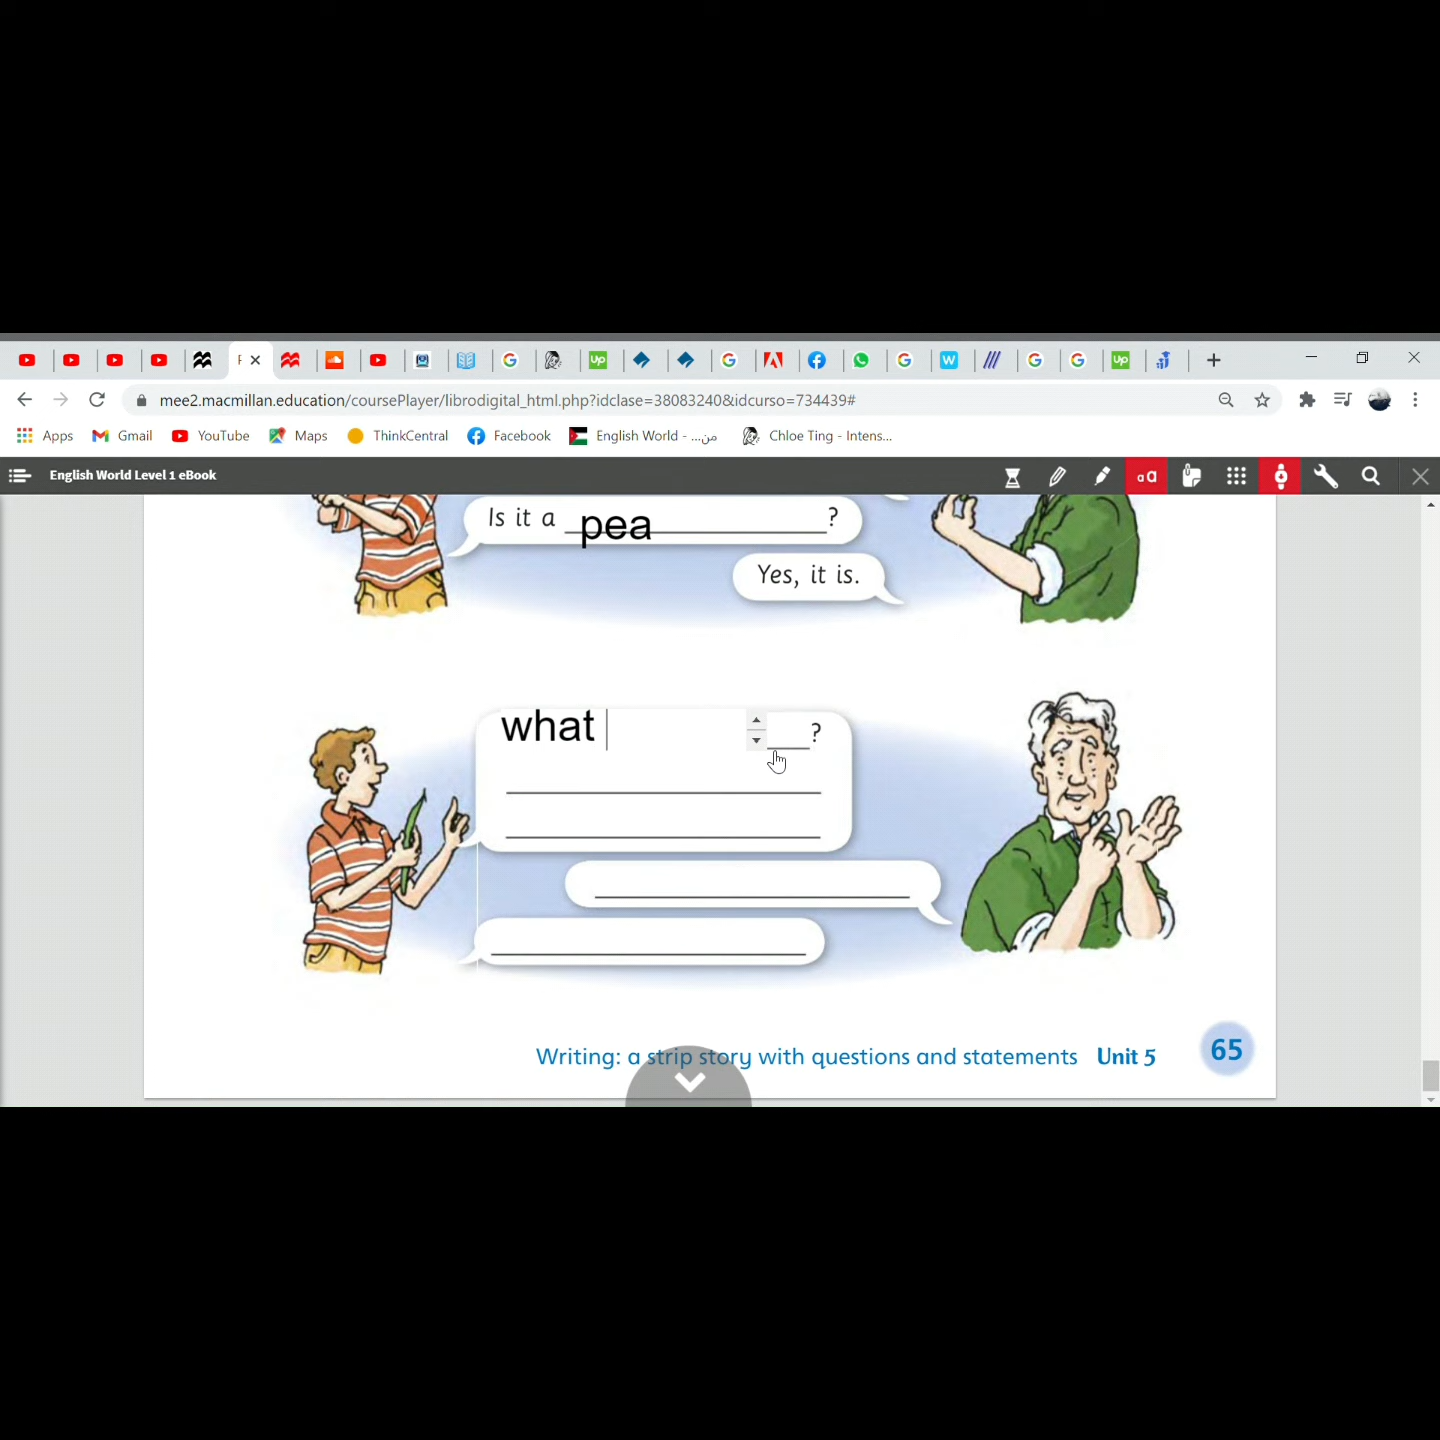 F
mee2.macmillan.education/coursePlayer/librodigital_html.php?idclase=38083240&idcurso=734439#
Apps Gmail YouTube Maps ThinkCentral Facebook English World - ...من Chloe Ting - Intens...
English World Level 1 eBook
aa
Is it a pea ?
Yes, it is.
what ?
Writing: a strip story with questions and statements Unit 5 65